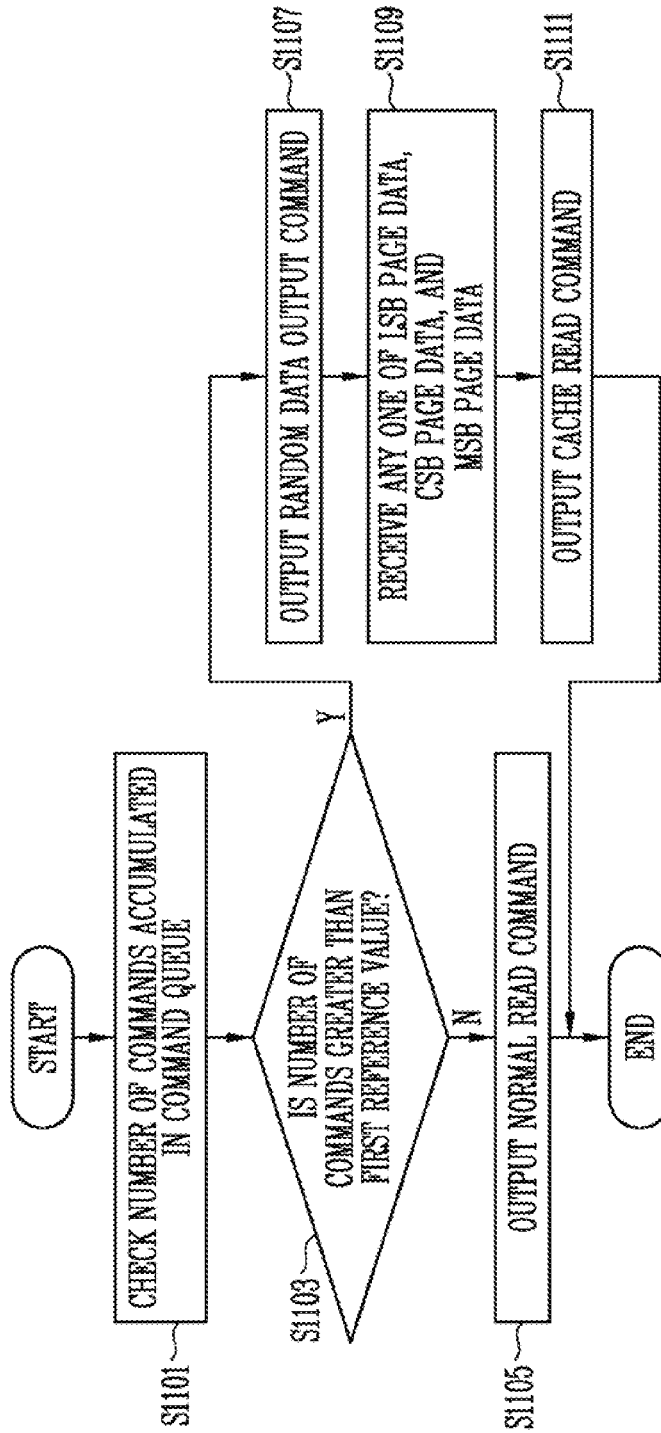 START
CHECK NUMBER OF COMMANDS ACCUMULATED
IN COMMAND QUEUE
S1101
IS NUMBER OF
COMMANDS GREATER THAN
FIRST REFERENCE VALUE?
S1103
Y
N
OUTPUT NORMAL READ COMMAND
S1105
END
OUTPUT RANDOM DATA OUTPUT COMMAND
S1107
RECEIVE ANY ONE OF LSB PAGE DATA,
CSB PAGE DATA, AND
MSB PAGE DATA
S1109
OUTPUT CACHE READ COMMAND
S1111